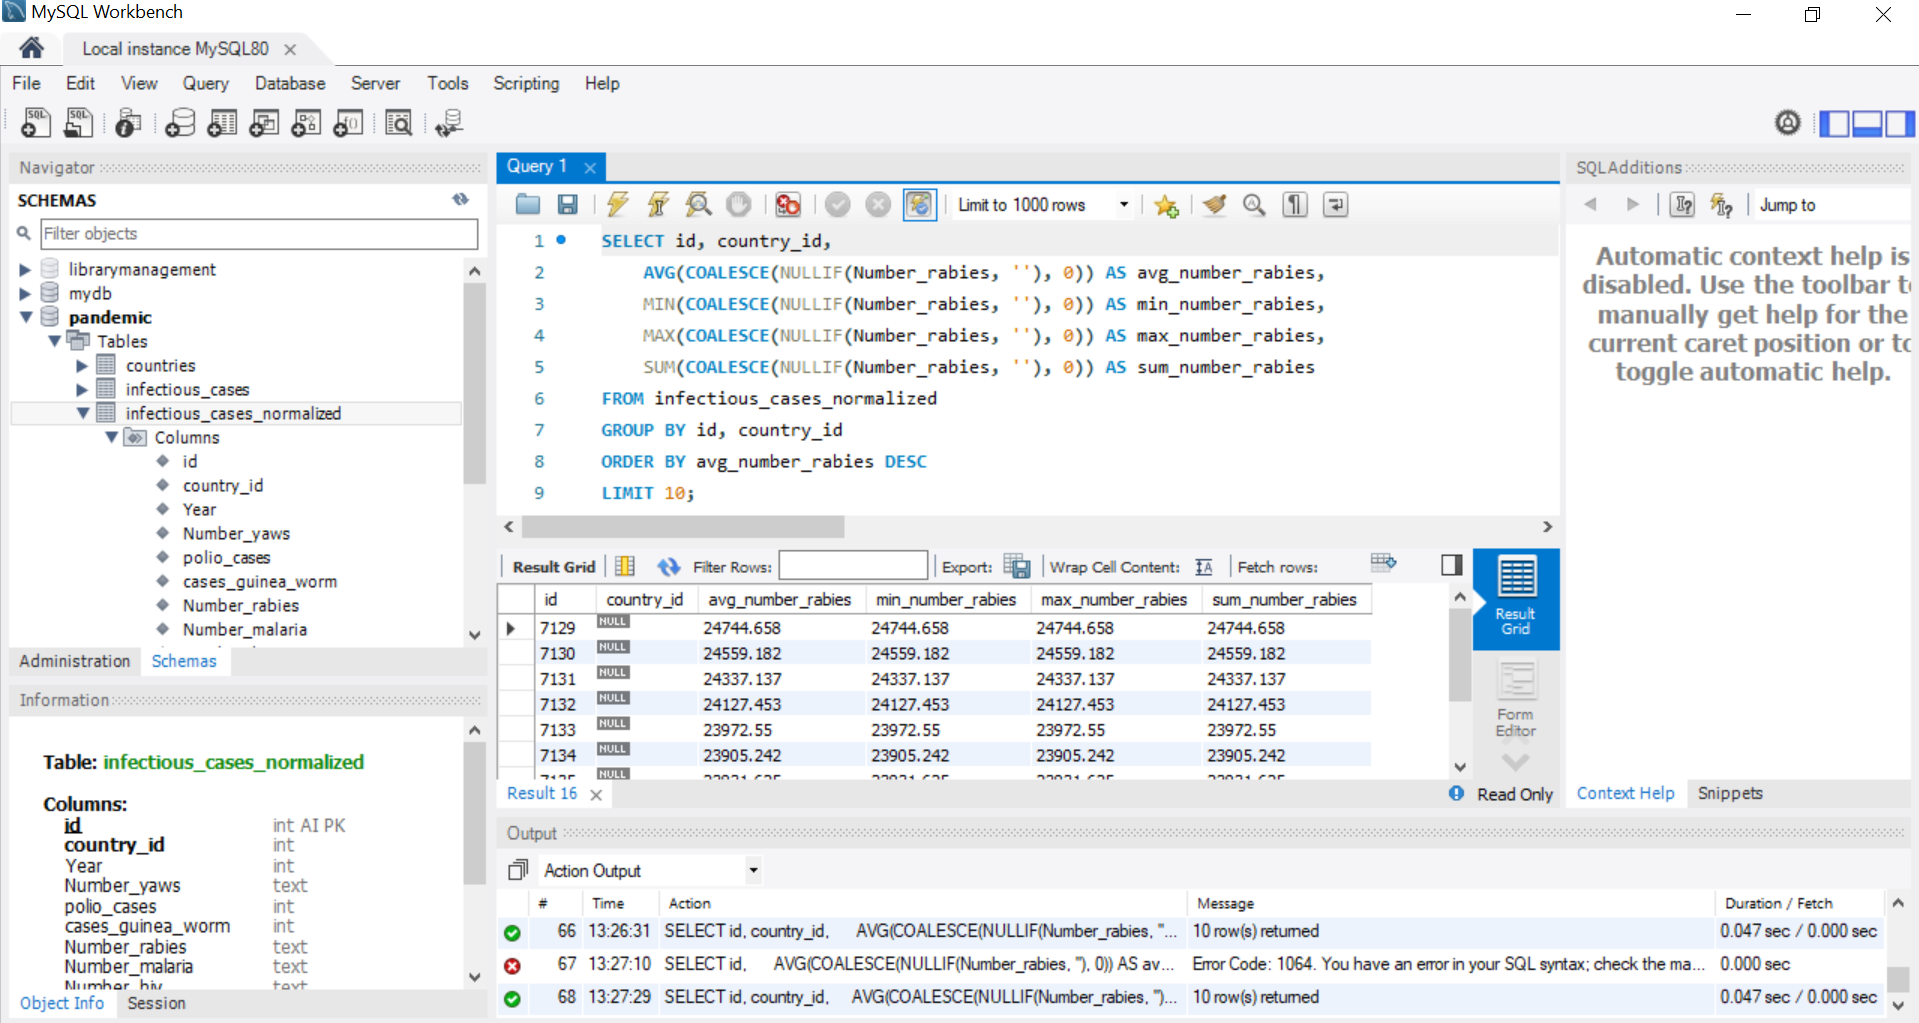 MySQL Workbench
Local instance MySQL80
File Edit View Query Database Server Tools Scripting Help
Navigator
SCHEMAS
Filter objects
librarymanagement
mydb
pandemic
Tables
countries
infectious_cases
infectious_cases_normalized
Columns
id
country_id
Year
Number_yaws
polio_cases
cases_guinea_worm
Number_rabies
Number_malaria
Administration Schemas
Information
Table: infectious_cases_normalized
Columns:
id int AI PK
country_id int
Year int
Number_yaws text
polio_cases int
cases_guinea_worm int
Number_rabies text
Number_malaria text
Number_hiv text
Object Info Session
Query 1
Limit to 1000 rows
1 SELECT id, country_id,
2 AVG(COALESCE(NULLIF(Number_rabies, ''), 0)) AS avg_number_rabies,
3 MIN(COALESCE(NULLIF(Number_rabies, ''), 0)) AS min_number_rabies,
4 MAX(COALESCE(NULLIF(Number_rabies, ''), 0)) AS max_number_rabies,
5 SUM(COALESCE(NULLIF(Number_rabies, ''), 0)) AS sum_number_rabies
6 FROM infectious_cases_normalized
7 GROUP BY id, country_id
8 ORDER BY avg_number_rabies DESC
9 LIMIT 10;
Result Grid Filter Rows: Export: Wrap Cell Content: Fetch rows:
id country_id avg_number_rabies min_number_rabies max_number_rabies sum_number_rabies
7129 NULL 24744.658 24744.658 24744.658 24744.658
7130 NULL 24559.182 24559.182 24559.182 24559.182
7131 NULL 24337.137 24337.137 24337.137 24337.137
7132 NULL 24127.453 24127.453 24127.453 24127.453
7133 NULL 23972.55 23972.55 23972.55 23972.55
7134 NULL 23905.242 23905.242 23905.242 23905.242
7135 NULL
Result Grid
Form Editor
Result 16
Read Only
SQLAdditions
Jump to
Automatic context help is
disabled. Use the toolbar to
manually get help for the
current caret position or to
toggle automatic help.
Context Help Snippets
Output
Action Output
# Time Action Message Duration / Fetch
66 13:26:31 SELECT id, country_id, AVG(COALESCE(NULLIF(Number_rabies, ''... 10 row(s) returned 0.047 sec / 0.000 sec
67 13:27:10 SELECT id, AVG(COALESCE(NULLIF(Number_rabies, ''), 0)) AS av... Error Code: 1064. You have an error in your SQL syntax; check the ma... 0.000 sec
68 13:27:29 SELECT id, country_id, AVG(COALESCE(NULLIF(Number_rabies, '')... 10 row(s) returned 0.047 sec / 0.000 sec